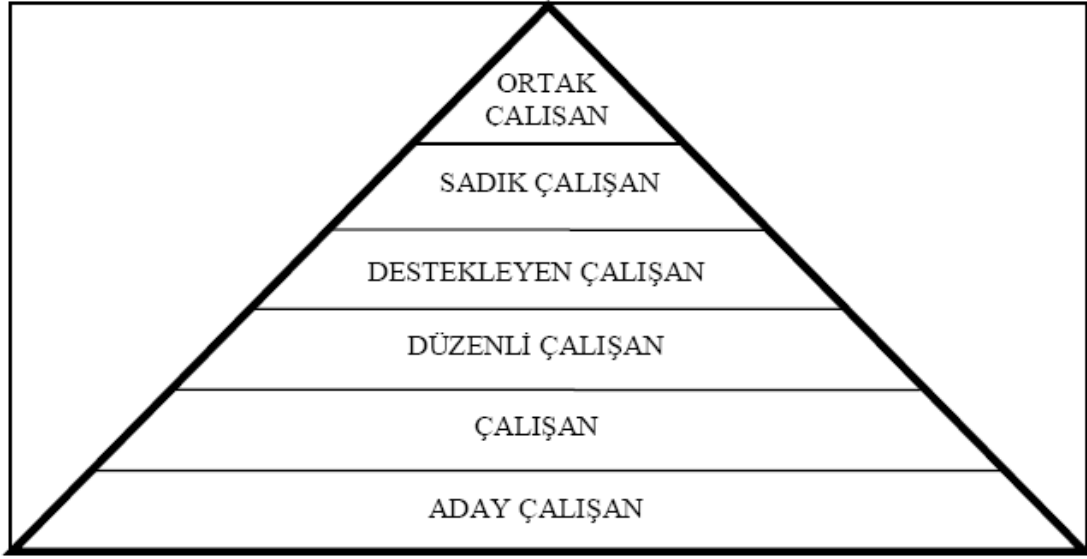 ORTAK
ÇALIŞAN
SADIK ÇALIŞAN
DESTEKLEYEN ÇALIŞAN
DÜZENLİ ÇALIŞAN
ÇALIŞAN
ADAY ÇALIŞAN